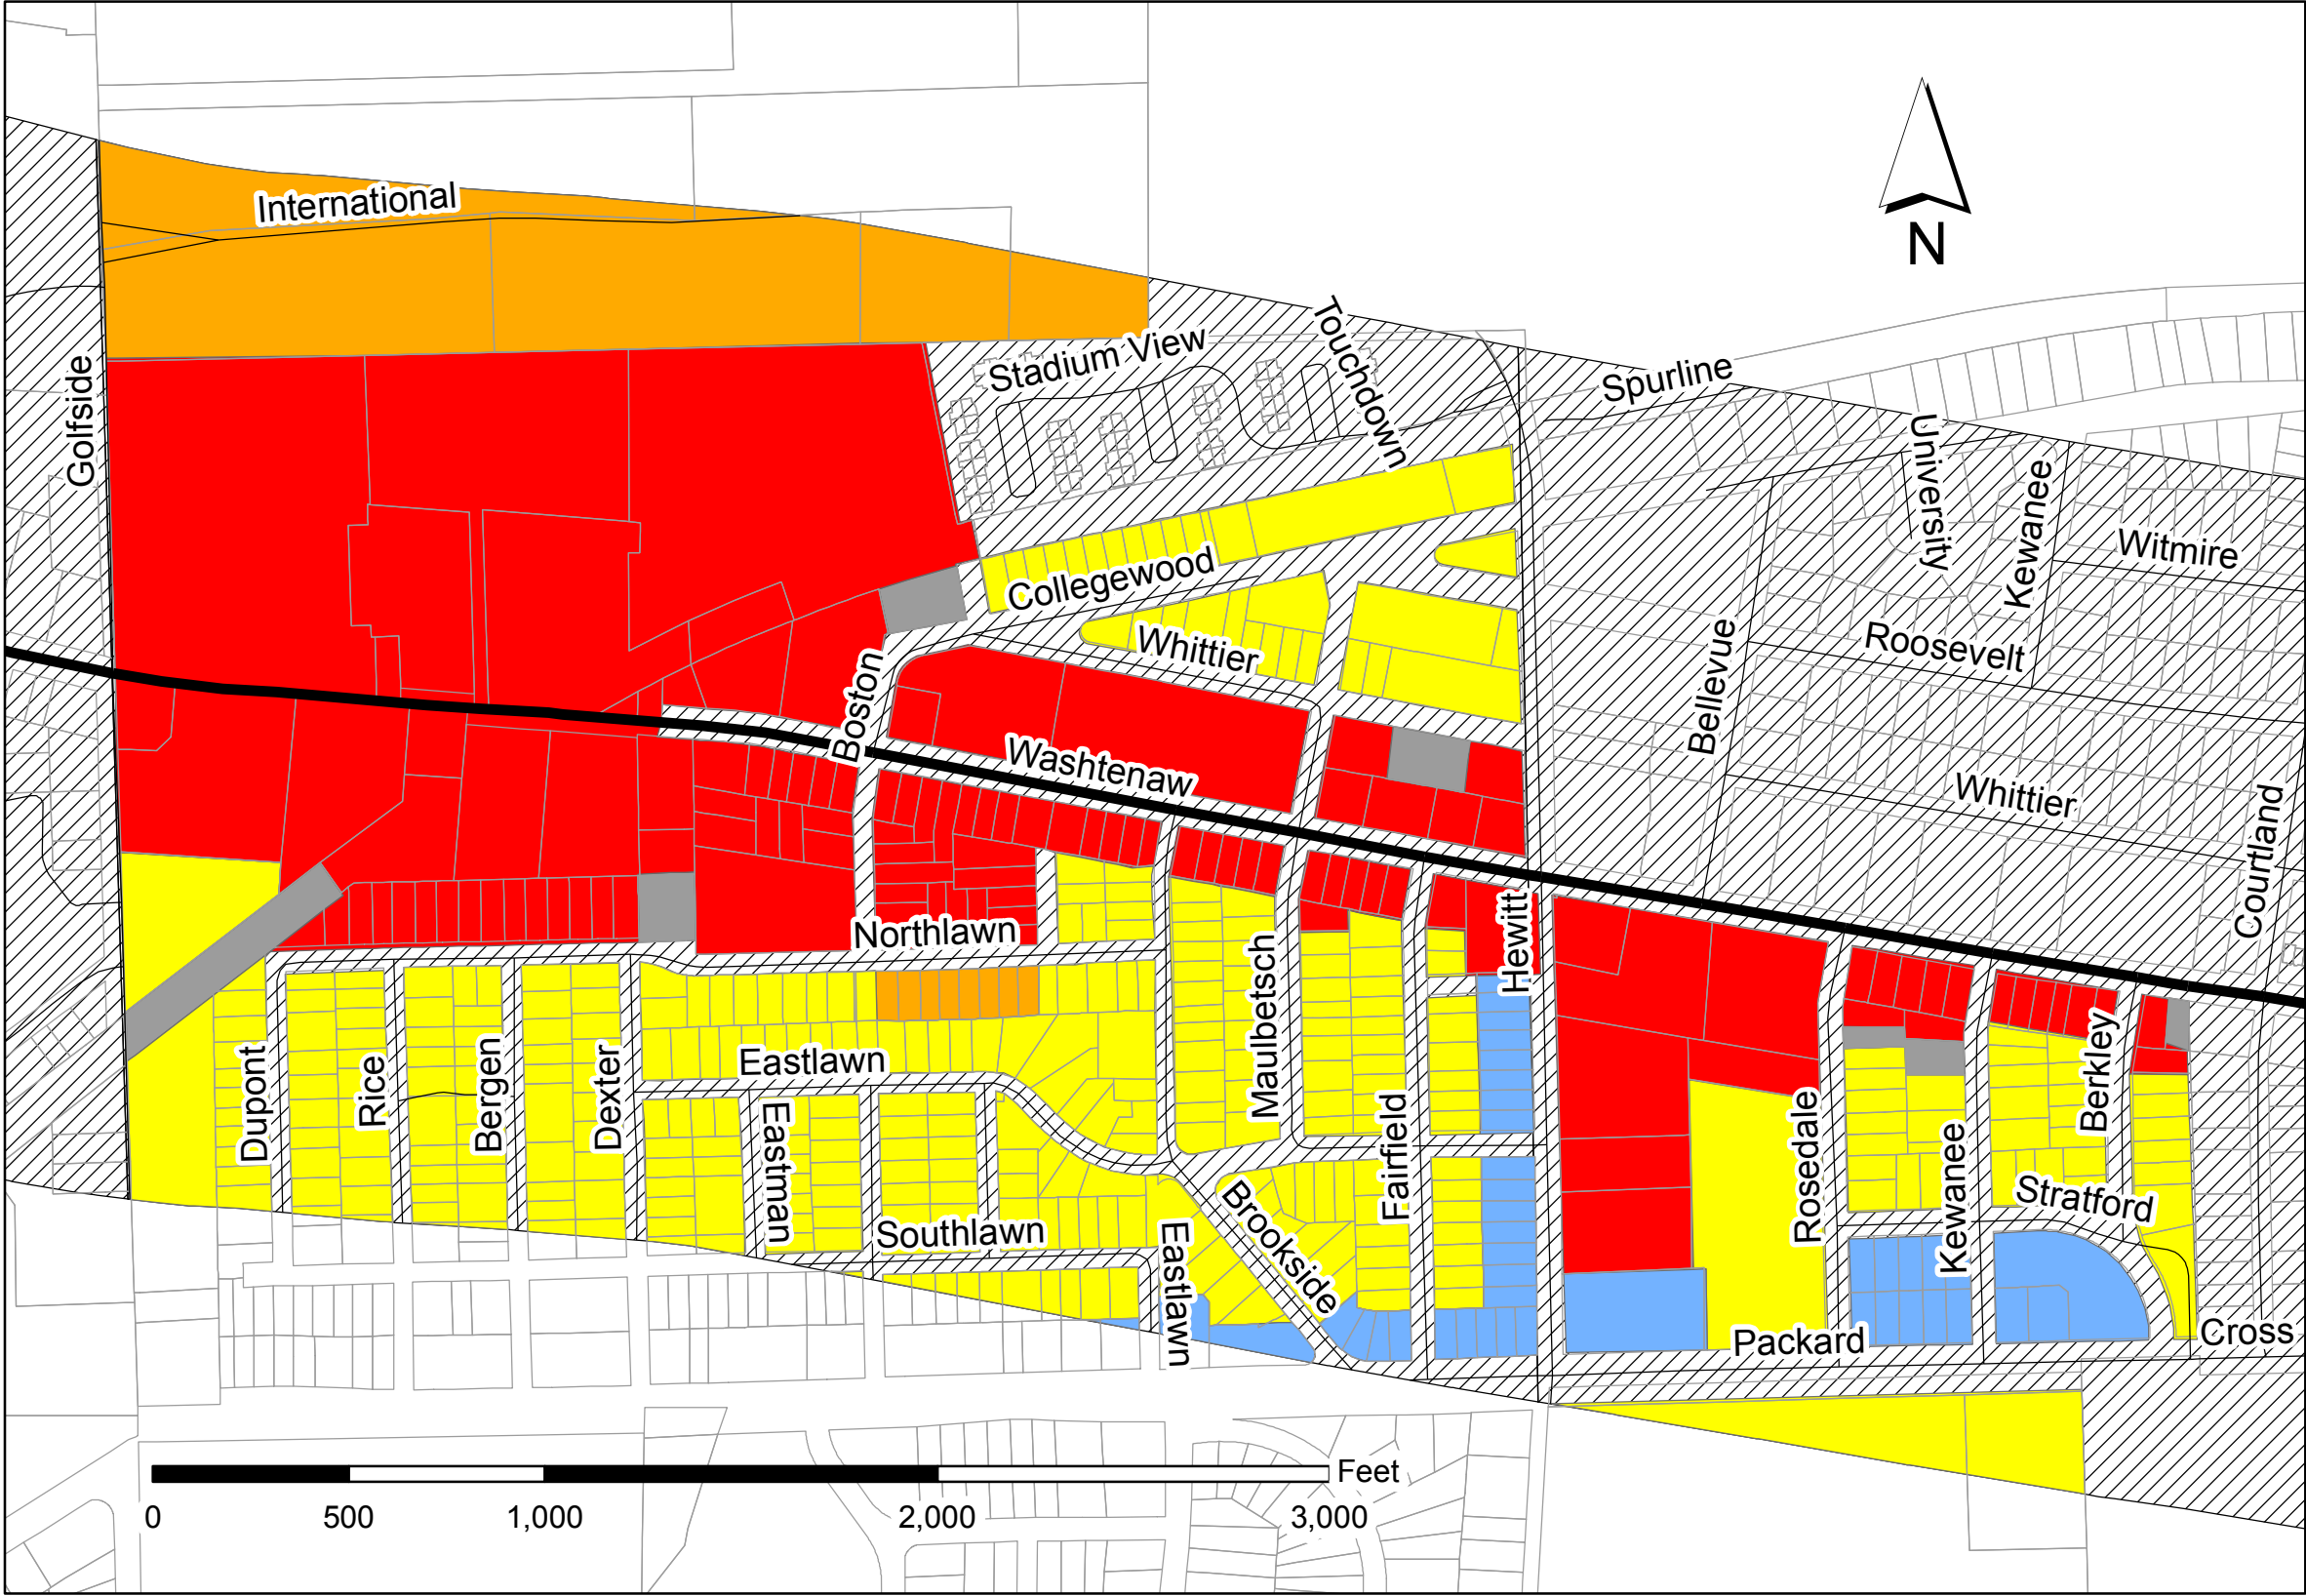 International
N
Stadium View
Touchdown
Spurline
Golfside
University
Kewanee
Witmire
Collegewood
Whittier
Roosevelt
Bellevue
Boston
Washtenaw
Whittier
Courtland
Northlawn
Hewitt
Maulbetsch
Dupont
Rice
Bergen
Dexter
Eastlawn
Eastman
Fairfield
Rosedale
Kewanee
Berkley
Stratford
Southlawn
Eastlawn
Brookside
Packard
Cross
Feet
0 500 1,000 2,000 3,000